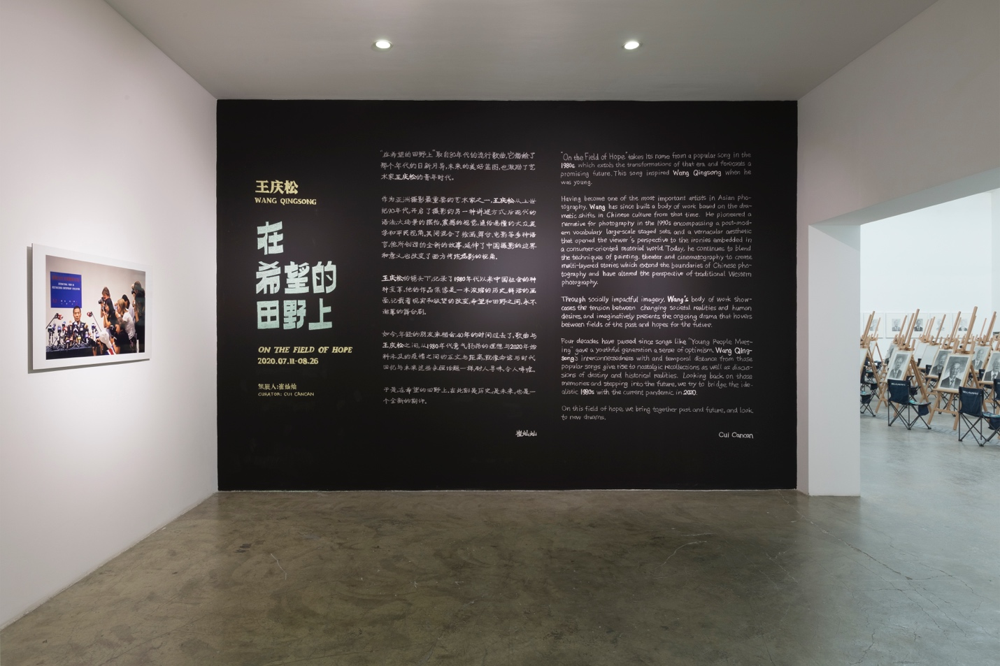 王庆松
WANG QINGSONG
在
希望的
田野上
ON THE FIELD OF HOPE
2020.07.11-08.26
策展人:崔灿灿
CURATOR: CUI CANCAN
“在希望的田野上”取自80年代的流行歌曲,它描绘了
那个年代的日新月异,未来的美好蓝图,也激励了艺
术家王庆松的青年时代。
作为亚洲摄影最重要的艺术家之一,王庆松从上世
纪90年代,开启了摄影的另一种讲述方式:后现代的
语法,大场景的摆拍,震撼的视觉,通俗易懂的大众美
学和平民视角,其间混合了绘画,舞台,电影等多种语
言,他所创造的全新的故事,延伸了中国摄影的边界
和意义,也改变了西方传统摄影的视角。
王庆松的镜头下,记录了1980年代以来中国社会的种
种变革,他的作品集像是一本浓缩的历史,鲜活的画
面,记载着现实和欲望的改变,希望和田野之间,永不
谢幕的舞台剧。
如今,年轻的朋友来相会,40年的时间过去了,歌曲与
王庆松之间,从1980年代意气扬扬的理想与2020年始
料未及的疫情之间的互文与距离,就像命运与时代
回忆与未来这些永恒话题一样,耐人寻味,令人唏嘘。
于是,在希望的田野上,在此刻是历史,是未来,也是一
个全新的期许。
崔灿灿
"On the Field of Hope" takes its name from a popular song in the
1980s which extols the transformations of that era and forecasts a
promising future. This song inspired Wang Qingsong when he
was young.
Having become one of the most important artists in Asian pho-
tography, Wang has since built a body of work based on the dra-
matic shifts in Chinese culture from that time. He pioneered a
narrative for photography in the 1990s encompassing a post-mod-
ern vocabulary large-scale staged sets, and a vernacular aesthetic
that opened the viewer's perspective to the ironies embedded in
a consumer-oriented material world. Today, he continues to blend
the techniques of painting, theater and cinematography to create
multi-layered stories which extend the boundaries of Chinese pho-
tography and have altered the perspective of traditional Western
photography.
Through socially impactful imagery, Wang's body of work show-
cases the tension between changing societal realities and human
desires, and imaginatively presents the ongoing drama that hovers
between fields of the past and hopes for the future.
Four decades have passed since songs like "Young People Meet-
ing" gave a youthful generation a sense of optimism. Wang Qing-
song's interconnectedness with and temporal distance from those
popular songs give rise to nostalgic recollections as well as discus-
sions of destiny and historical realities. Looking back on those
memories and stepping into the future, we try to bridge the ide-
alistic 1980s with the current pandemic in 2020.
On this field of hope, we bring together past and future, and look
to new dreams.
Cui Cancan